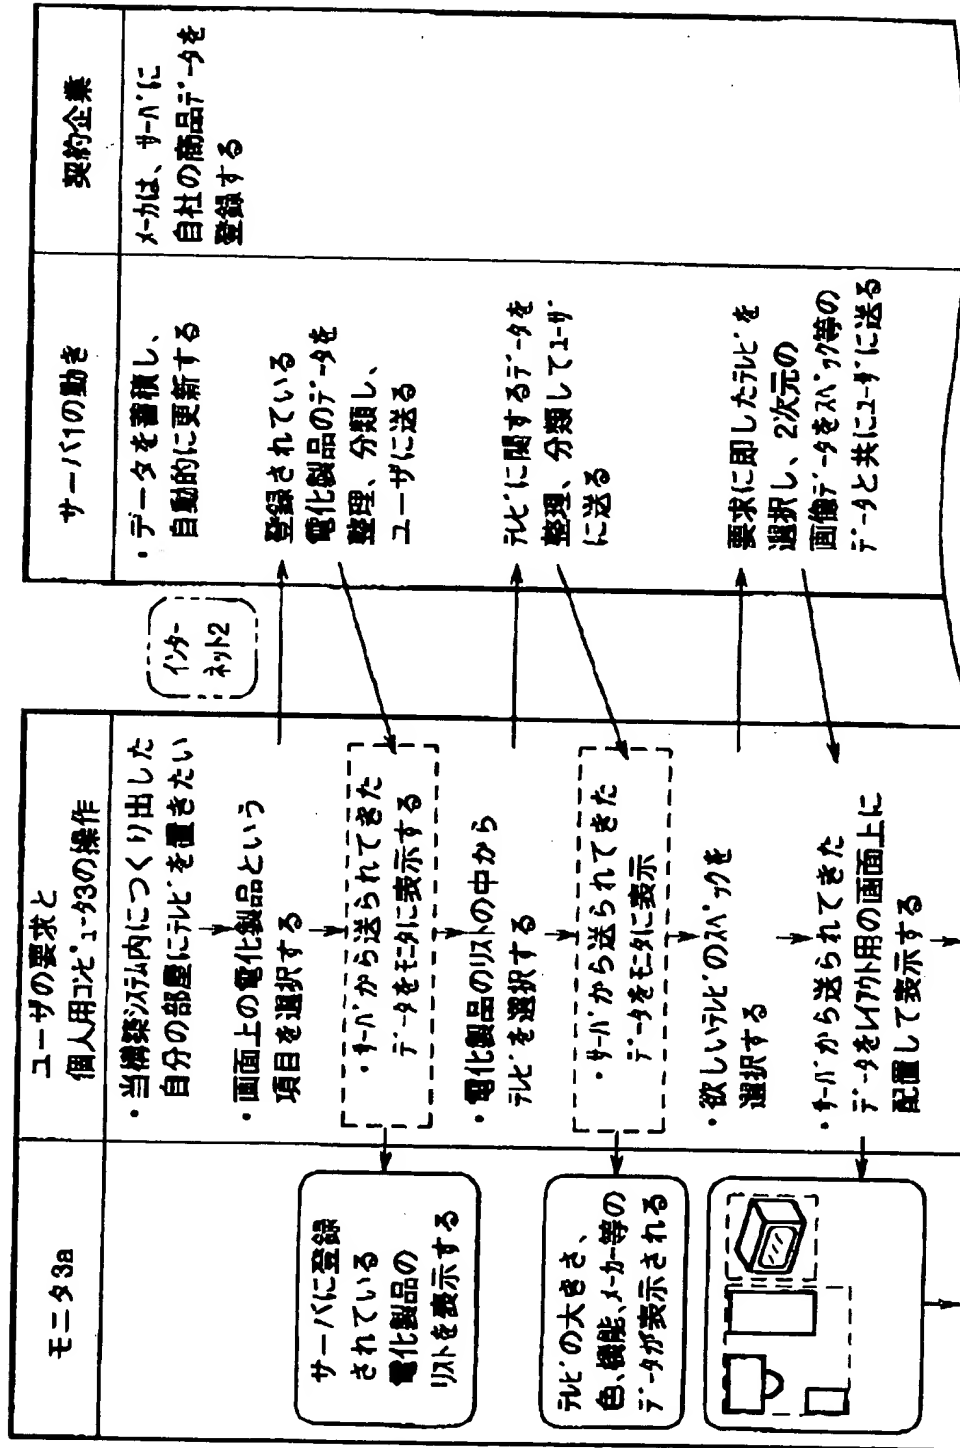 モニタ3a
サーバに登録
されている
電化製品の
リストを表示する
テレビの大きさ、
色、機能、メーカー等の
データが表示される
ユーザの要求と
個人用コンピュータ3の操作
・当構築システム内につくり出した
自分の部屋にテレビを置きたい
・画面上の電化製品という
項目を選択する
・サーバから送られてきた
データをモニタに表示する
・電化製品のリストの中から
テレビを選択する
・サーバから送られてきた
データをモニタに表示
・欲しいテレビのスペックを
選択する
・サーバから送られてきた
データをレイアウト用の画面上に
配置して表示する
インター
ネット2
サーバ1の動き
・データを蓄積し、
自動的に更新する
登録されている
電化製品のデータを
整理、分類し、
ユーザに送る
テレビに関するデータを
整理、分類してユーザ
に送る
要求に即したテレビを
選択し、2次元の
画像データをスペック等の
データと共にユーザに送る
契約企業
メーカは、サーバに
自社の商品データを
登録する